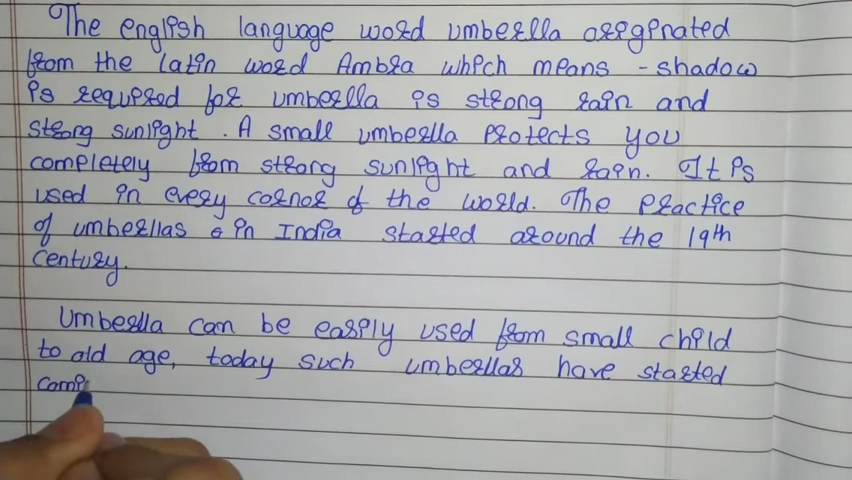 The english language word umbrella originated
from the latin word Ambra which means - shadow
is required for umbrella is strong rain and
strong sunlight. A small umbrella protects you
completely from strong sunlight and rain. It is
used in every cornor of the world. The practice
of umbrellas in India started around the 19th
century.
Umbrella can be easily used from small child
to old age, today such umbrellas have started
comi